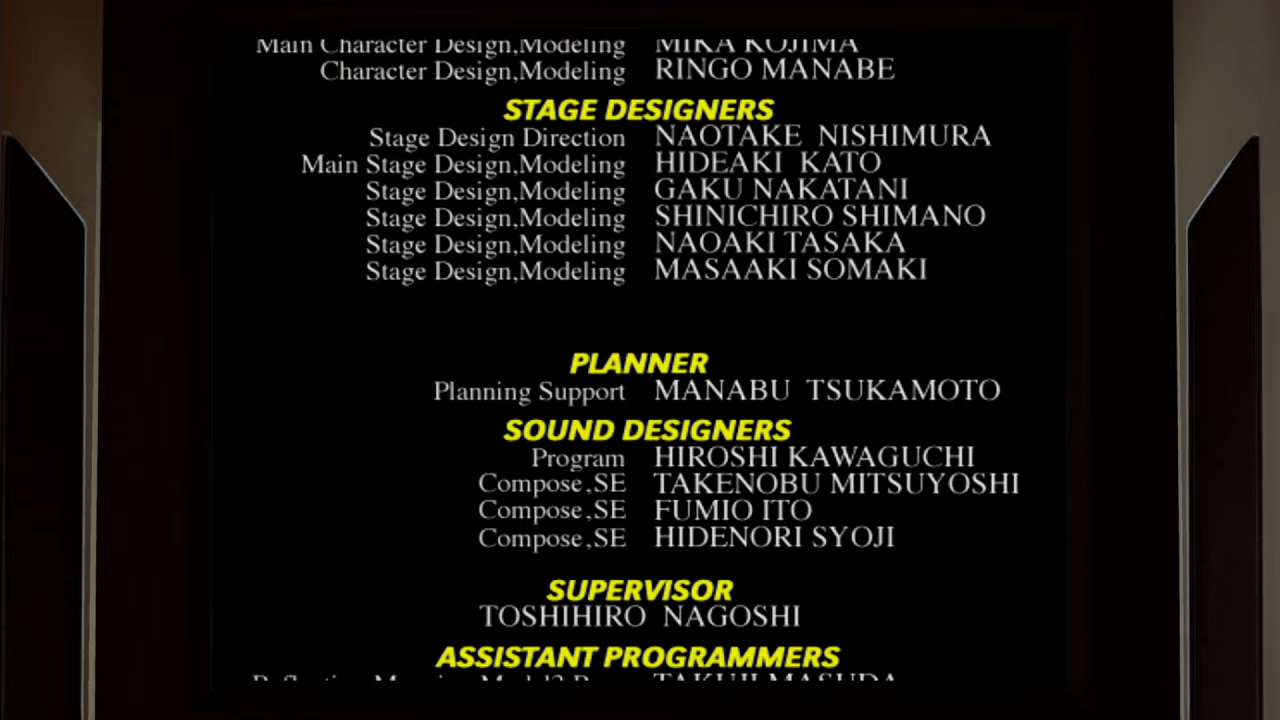 Main Character Design,Modeling MIKA KOJIMA
Character Design,Modeling RINGO MANABE
STAGE DESIGNERS
Stage Design Direction NAOTAKE NISHIMURA
Main Stage Design,Modeling HIDEAKI KATO
Stage Design,Modeling GAKU NAKATANI
Stage Design,Modeling SHINICHIRO SHIMANO
Stage Design,Modeling NAOAKI TASAKA
Stage Design,Modeling MASAAKI SOMAKI
PLANNER
Planning Support MANABU TSUKAMOTO
SOUND DESIGNERS
Program HIROSHI KAWAGUCHI
Compose,SE TAKENOBU MITSUYOSHI
Compose,SE FUMIO ITO
Compose,SE HIDENORI SYOJI
SUPERVISOR
TOSHIHIRO NAGOSHI
ASSISTANT PROGRAMMERS
TAKUJI MASUDA